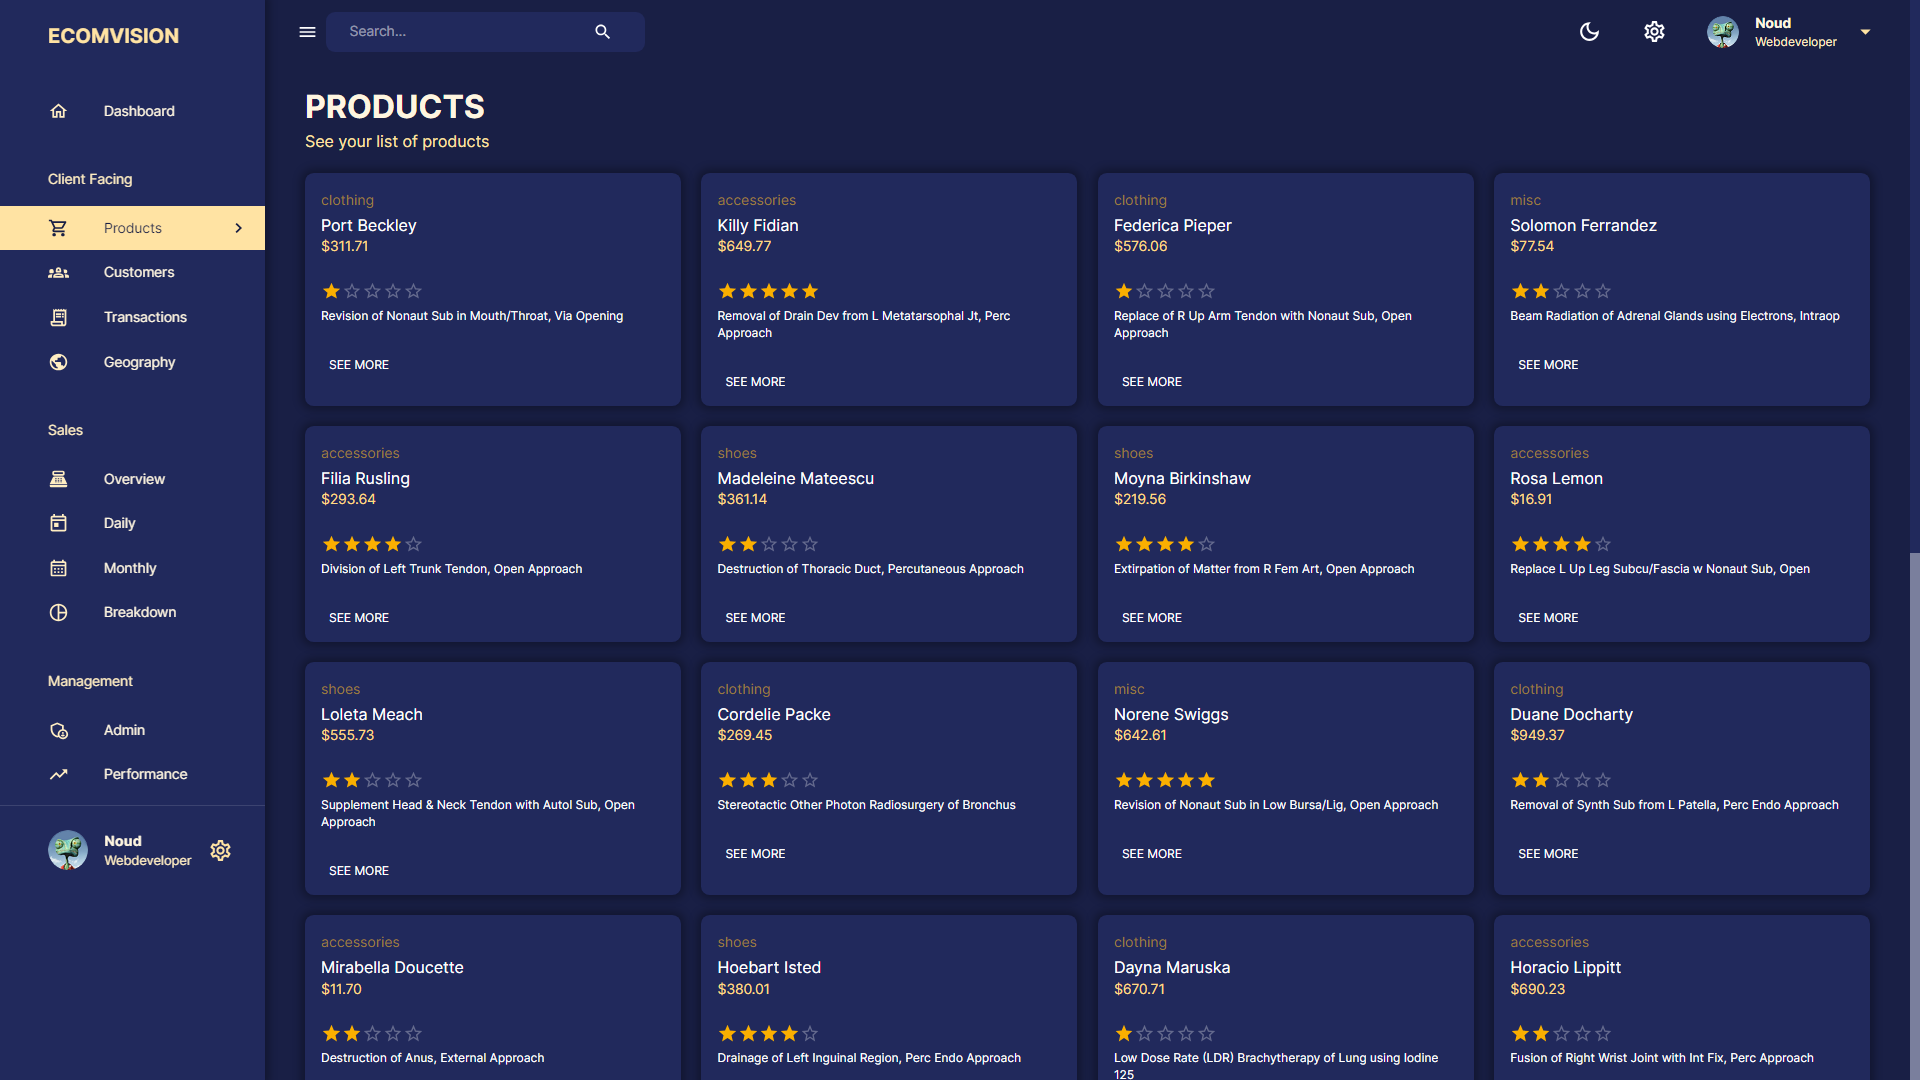 ECOMVISION
Dashboard
Client Facing
Products
Customers
Transactions
Geography
Sales
Overview
Daily
Monthly
Breakdown
Management
Admin
Performance
Noud
Webdeveloper
Search...
Noud
Webdeveloper
PRODUCTS
See your list of products
clothing
Port Beckley
$311.71
Revision of Nonaut Sub in Mouth/Throat, Via Opening
SEE MORE
accessories
Killy Fidian
$649.77
Removal of Drain Dev from L Metatarsophal Jt, Perc
Approach
SEE MORE
clothing
Federica Pieper
$576.06
Replace of R Up Arm Tendon with Nonaut Sub, Open
Approach
SEE MORE
misc
Solomon Ferrandez
$77.54
Beam Radiation of Adrenal Glands using Electrons, Intraop
SEE MORE
accessories
Filia Rusling
$293.64
Division of Left Trunk Tendon, Open Approach
SEE MORE
shoes
Madeleine Mateescu
$361.14
Destruction of Thoracic Duct, Percutaneous Approach
SEE MORE
shoes
Moyna Birkinshaw
$219.56
Extirpation of Matter from R Fem Art, Open Approach
SEE MORE
accessories
Rosa Lemon
$16.91
Replace L Up Leg Subcu/Fascia w Nonaut Sub, Open
SEE MORE
shoes
Loleta Meach
$555.73
Supplement Head & Neck Tendon with Autol Sub, Open
Approach
SEE MORE
clothing
Cordelie Packe
$269.45
Stereotactic Other Photon Radiosurgery of Bronchus
SEE MORE
misc
Norene Swiggs
$642.61
Revision of Nonaut Sub in Low Bursa/Lig, Open Approach
SEE MORE
clothing
Duane Docharty
$949.37
Removal of Synth Sub from L Patella, Perc Endo Approach
SEE MORE
accessories
Mirabella Doucette
$11.70
Destruction of Anus, External Approach
shoes
Hoebart Isted
$380.01
Drainage of Left Inguinal Region, Perc Endo Approach
clothing
Dayna Maruska
$670.71
Low Dose Rate (LDR) Brachytherapy of Lung using Iodine
125
accessories
Horacio Lippitt
$690.23
Fusion of Right Wrist Joint with Int Fix, Perc Approach